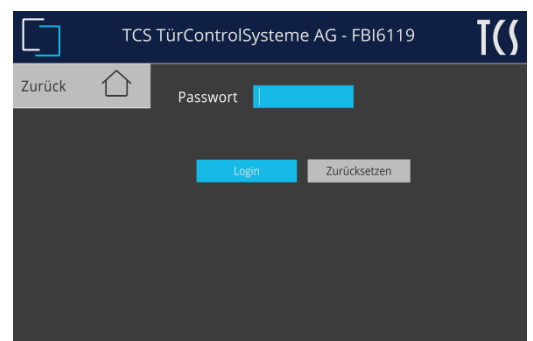 TCS TürControlSysteme AG - FBI6119
TCS
Zurück
Passwort
Login
Zurücksetzen